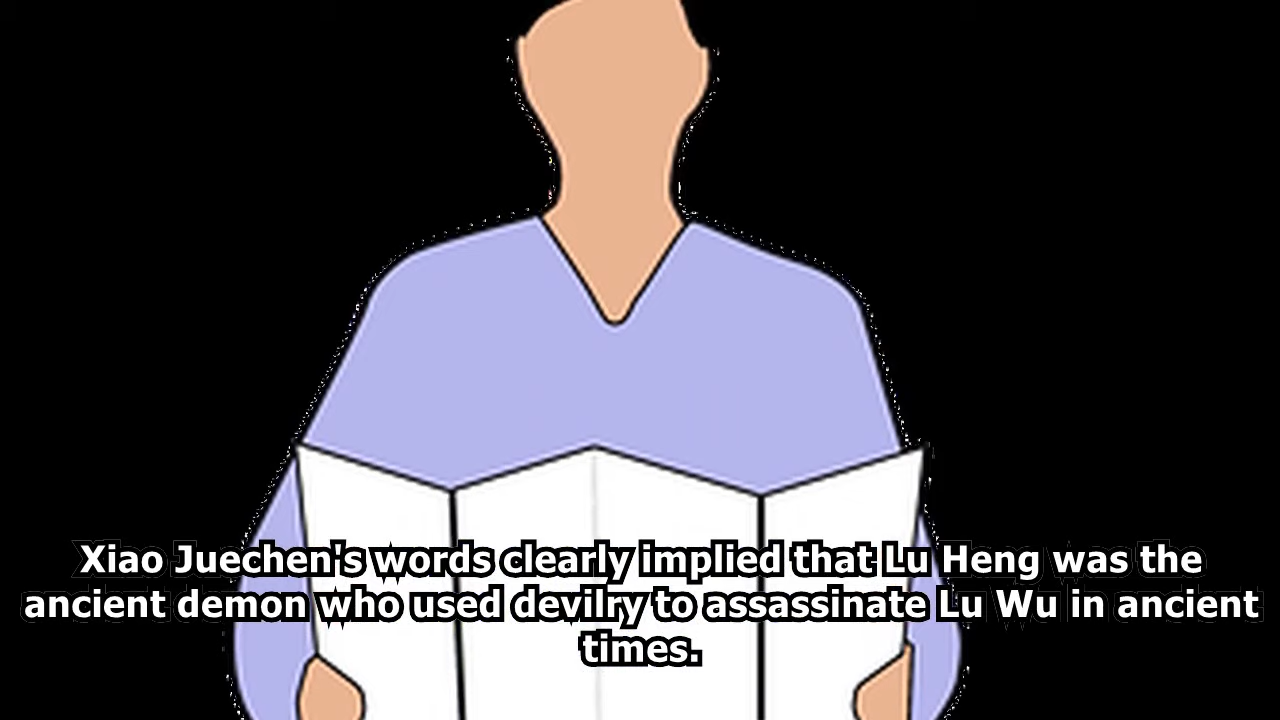 Xiao Juechen's words clearly implied that Lu Heng was the
ancient demon who used devilry to assassinate Lu Wu in ancient
times.